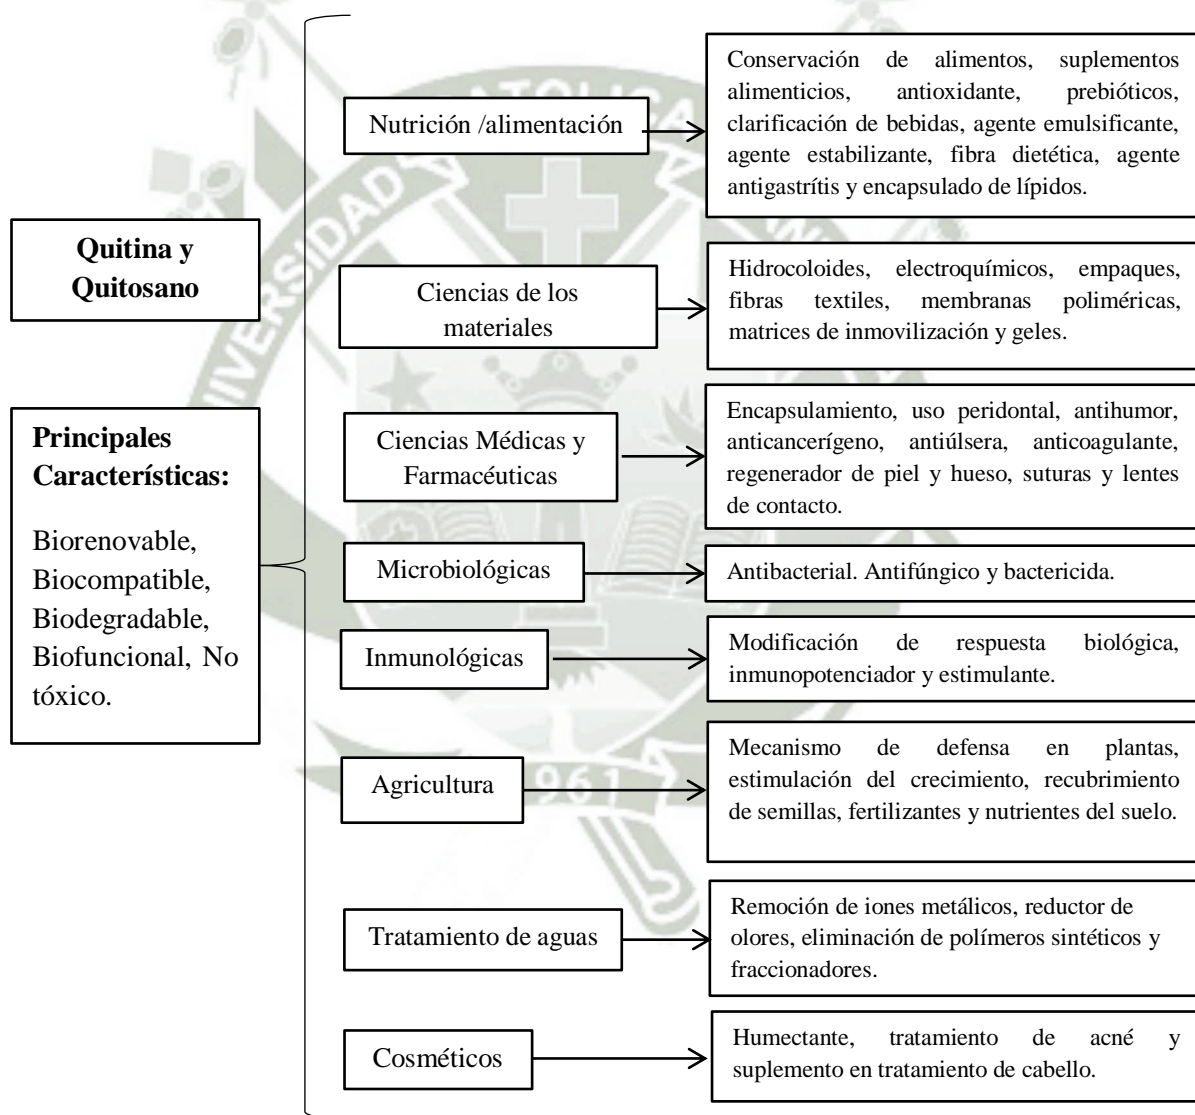 Quitina y
Quitosano
Principales
Características:
Biorenovable,
Biocompatible,
Biodegradable,
Biofuncional, No
tóxico.
Nutrición /alimentación
Conservación de alimentos, suplementos
alimenticios, antioxidante, prebióticos,
clarificación de bebidas, agente emulsificante,
agente estabilizante, fibra dietética, agente
antigastrítis y encapsulado de lípidos.
Ciencias de los
materiales
Hidrocoloides, electroquímicos, empaques,
fibras textiles, membranas poliméricas,
matrices de inmovilización y geles.
Ciencias Médicas y
Farmacéuticas
Encapsulamiento, uso peridontal, antihumor,
anticancerígeno, antiúlsera, anticoagulante,
regenerador de piel y hueso, suturas y lentes
de contacto.
Microbiológicas
Antibacterial. Antifúngico y bactericida.
Inmunológicas
Modificación de respuesta biológica,
inmunopotenciador y estimulante.
Agricultura
Mecanismo de defensa en plantas,
estimulación del crecimiento, recubrimiento
de semillas, fertilizantes y nutrientes del suelo.
Tratamiento de aguas
Remoción de iones metálicos, reductor de
olores, eliminación de polímeros sintéticos y
fraccionadores.
Cosméticos
Humectante, tratamiento de acné y
suplemento en tratamiento de cabello.
961